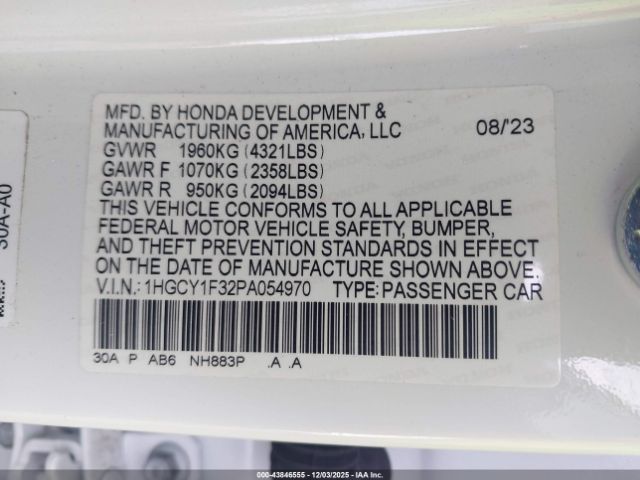 MFD. BY HONDA DEVELOPMENT &
MANUFACTURING OF AMERICA, LLC 08/'23
GVWR 1960KG (4321LBS)
GAWR F 1070KG (2358LBS)
GAWR R 950KG (2094LBS)
THIS VEHICLE CONFORMS TO ALL APPLICABLE
FEDERAL MOTOR VEHICLE SAFETY, BUMPER,
AND THEFT PREVENTION STANDARDS IN EFFECT
ON THE DATE OF MANUFACTURE SHOWN ABOVE.
V.I.N.: 1HGCY1F32PA054970 TYPE: PASSENGER CAR
30A P AB6 NH883P .A .A
30A-A0
000-43846555 - 12/03/2025 - IAA Inc.